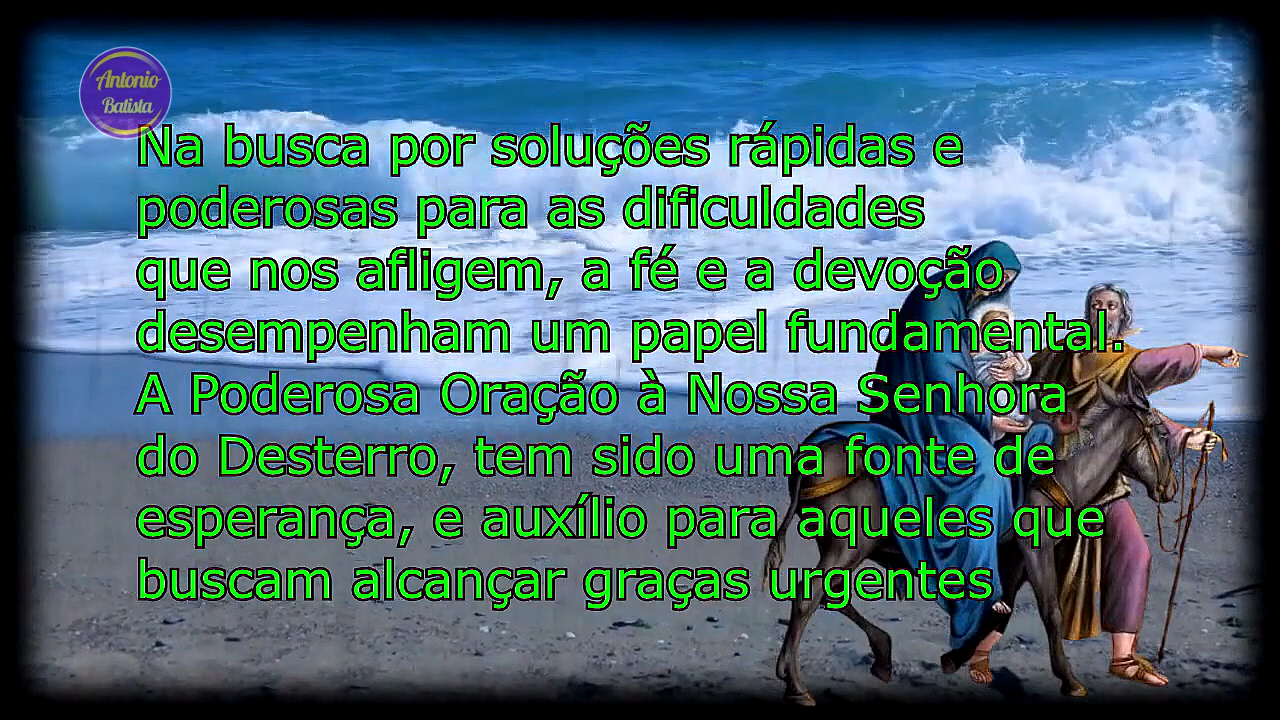 Antonio
Batista
Na busca por soluções rápidas e
poderosas para as dificuldades
que nos afligem, a fé e a devoção
desempenham um papel fundamental.
A Poderosa Oração à Nossa Senhora
do Desterro, tem sido uma fonte de
esperança, e auxílio para aqueles que
buscam alcançar graças urgentes